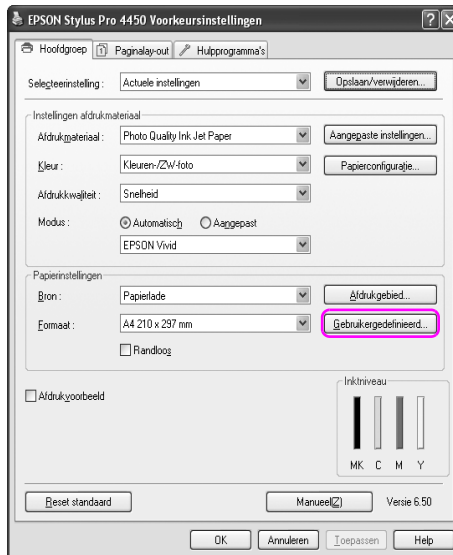 EPSON Stylus Pro 4450 Voorkeursinstellingen
Hoofdgroep Paginalay-out Hulpprogramma's
Selecteerinstelling : Actuele instellingen Opslaan/verwijderen...
Instellingen afdrukmateriaal
Afdrukmateriaal : Photo Quality Ink Jet Paper Aangepaste instellingen...
Kleur : Kleuren-/ZW-foto Papierconfiguratie...
Afdrukkwaliteit : Snelheid
Modus : Automatisch Aangepast
EPSON Vivid
Papierinstellingen
Bron : Papierlade Afdrukgebied...
Formaat : A4 210 x 297 mm Gebruikergedefinieerd...
Randloos
Afdrukvoorbeeld
Inktniveau
MK C M Y
Reset standaard Manueel(Z) Versie 6.50
OK Annuleren Toepassen Help